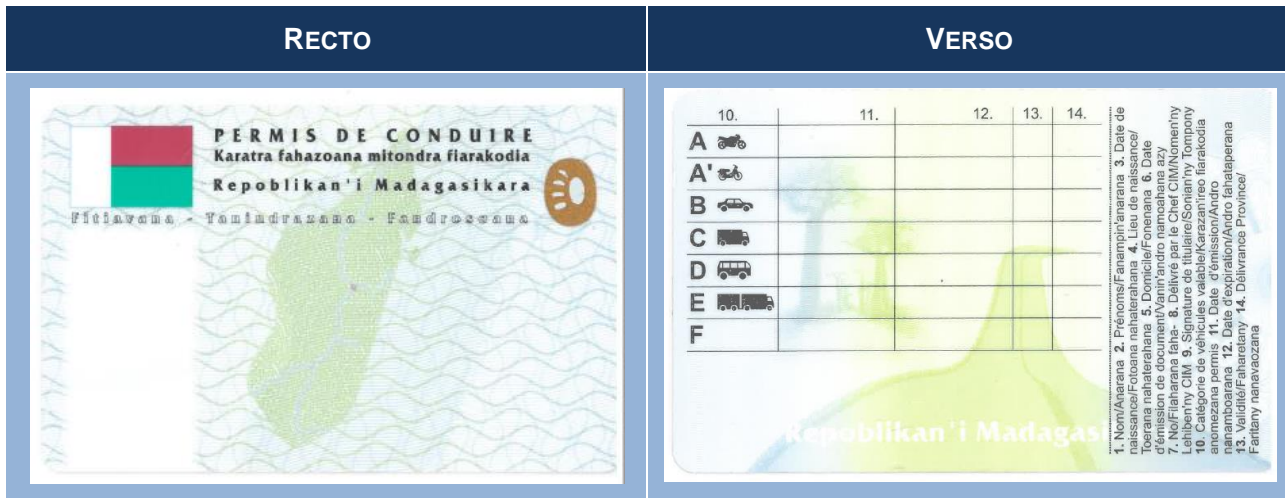 RECTO
VERSO
PERMIS DE CONDUIRE
Karatra fahazoana mitondra fiarakodia
Repoblikan'i Madagasikara
Fitiavana - Tanindrazana - Fandrosoana
10. 11. 12. 13. 14.
A
A'
B
C
D
E
F
Repoblikan'i Madagasi
1. Nom/Anarana 2. Prénoms/Fanampin'anarana 3. Date de
naissance/Fotoana nahaterahana 4. Lieu de naissance/
Toerana nahaterahana 5. Domicile/Fonenana 6. Date
d'émission de document/Vanin'andro namoahana azy
7. No/Filaharana faha- 8. Délivré par le Chef CIM/Nomen'ny
Lehiben'ny CIM 9. Signature de titulaire/Sonian'ny Tompony
10. Catégorie de véhicules valable/Karazan'ireo fiarakodia
anomezana permis 11. Date d'émission/Andro
nanamboarana 12. Date d'expiration/Andro fahataperana
13. Validité/Faharetany 14. Délivrance Province/
Faritany nanavaozana